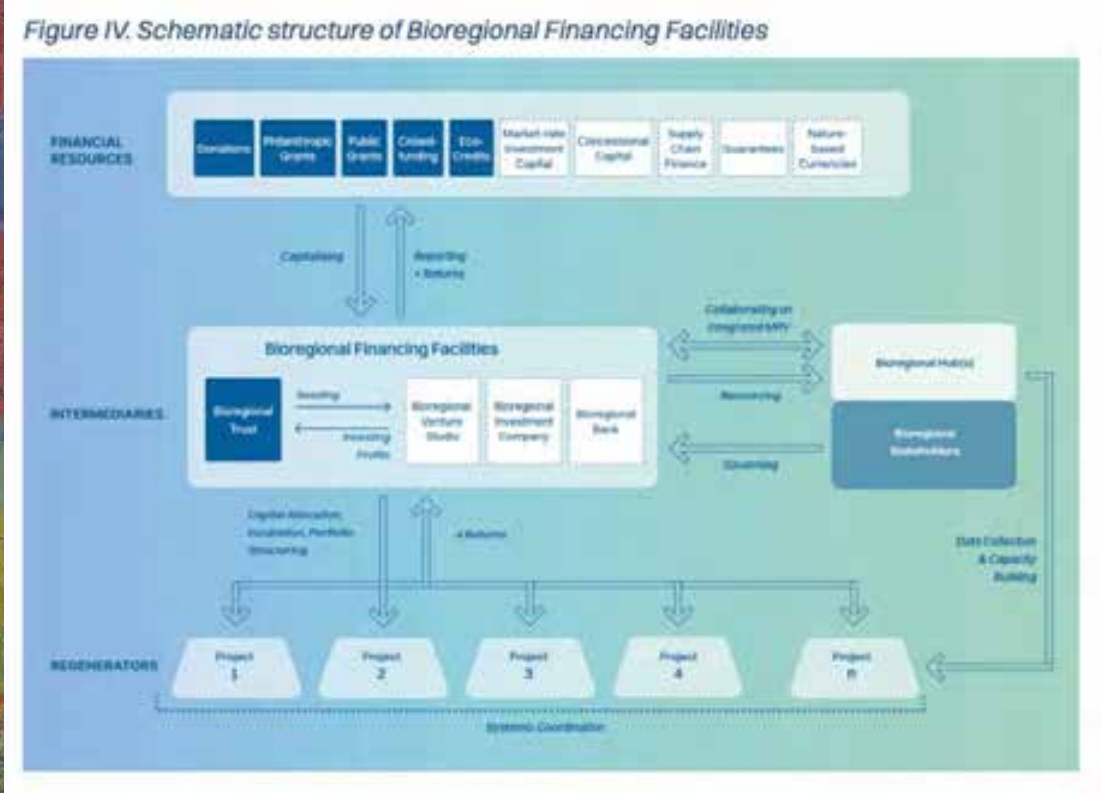 Figure IV. Schematic structure of Bioregional Financing Facilities
FINANCIAL
RESOURCES
Donations
Philantropic
Grants
Public
Grants
Crowd-
funding
Eco-
Credits
Market-rate
Investment
Capital
Concessional
Capital
Supply
Chain
Finance
Guarantees
Nature-
based
Currencies
Capitalising
Reporting
+ Returns
Collaborating on
Integrated MRV
Bioregional Financing Facilities
Bioregional Hub(s)
INTERMEDIARIES
Bioregional
Trust
Seeding
Investing
Profits
Bioregional
Venture
Studio
Bioregional
Investment
Company
Bioregional
Bank
Resourcing
Governing
Bioregional
Stakeholders
Capital Allocation,
Incubation, Portfolio
Structuring
Returns
Data Collection
& Capacity
Building
REGENERATORS
Project
1
Project
2
Project
3
Project
4
Project
n
Systemic Coordination